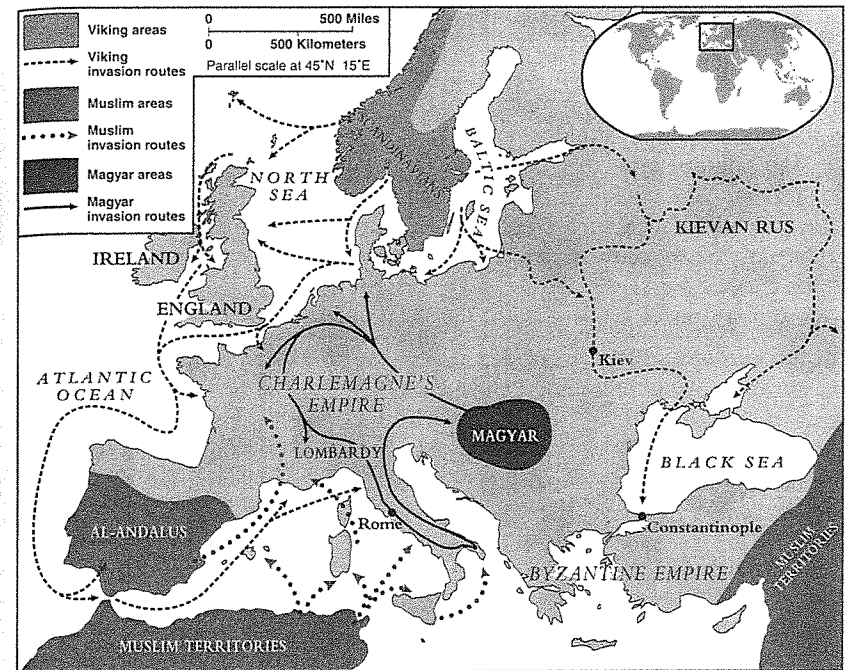 Viking areas
Viking
invasion routes
Muslim areas
Muslim
invasion routes
Magyar areas
Magyar
invasion routes
0 500 Miles
0 500 Kilometers
Parallel scale at 45°N 15°E
SCANDINAVIANS
NORTH
SEA
BALTIC SEA
KIEVAN RUS
IRELAND
ENGLAND
Kiev
ATLANTIC
OCEAN
CHARLEMAGNE'S
EMPIRE
MAGYAR
LOMBARDY
BLACK SEA
AL-ANDALUS
Rome
Constantinople
MUSLIM
TERRITORIES
BYZANTINE EMPIRE
MUSLIM TERRITORIES